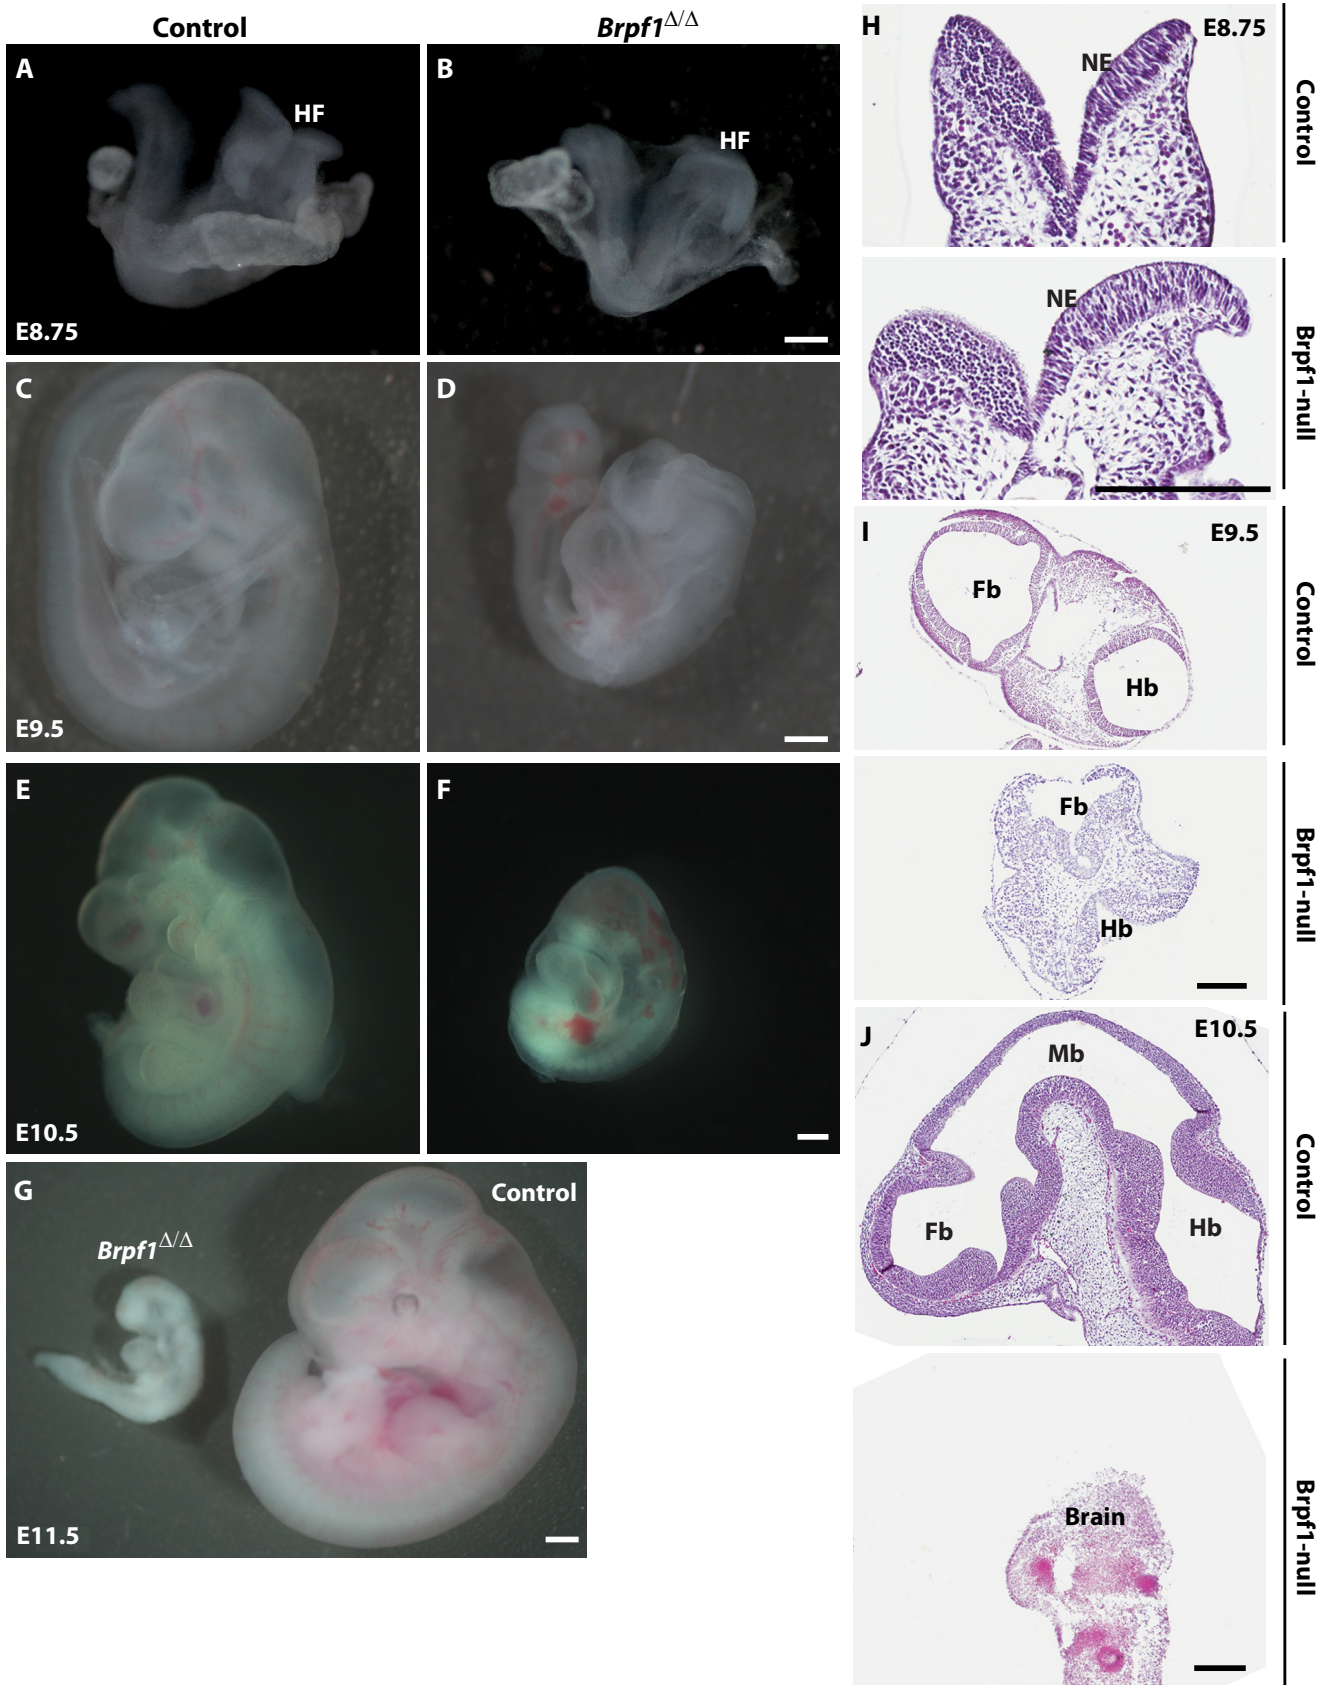 Control
Brpf1Δ/Δ
A
HF
E8.75
B
HF
C
E9.5
D
E
E10.5
F
G
Control
Brpf1Δ/Δ
E11.5
H
E8.75
NE
Control
NE
Brpf1-null
I
E9.5
Fb
Hb
Control
Fb
Hb
Brpf1-null
J
E10.5
Mb
Fb
Hb
Control
Brain
Brpf1-null